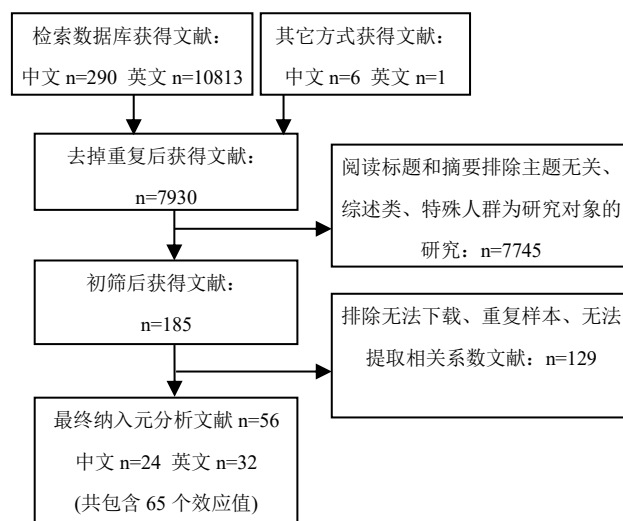 检索数据库获得文献：
中文 n=290 英文 n=10813
其它方式获得文献：
中文 n=6 英文 n=1
去掉重复后获得文献：
n=7930
阅读标题和摘要排除主题无关、
综述类、特殊人群为研究对象的
研究：n=7745
初筛后获得文献：
n=185
排除无法下载、重复样本、无法
提取相关系数文献：n=129
最终纳入元分析文献 n=56
中文 n=24 英文 n=32
(共包含 65 个效应值)